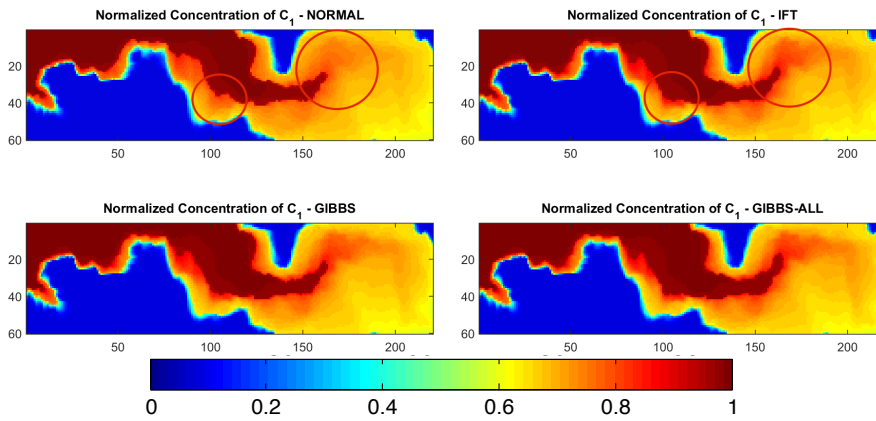 Normalized Concentration of C1 - NORMAL
20
40
60
50 100 150 200
Normalized Concentration of C1 - IFT
20
40
60
50 100 150 200
Normalized Concentration of C1 - GIBBS
20
40
60
50 100 150 200
Normalized Concentration of C1 - GIBBS-ALL
20
40
60
50 100 150 200
0 0.2 0.4 0.6 0.8 1